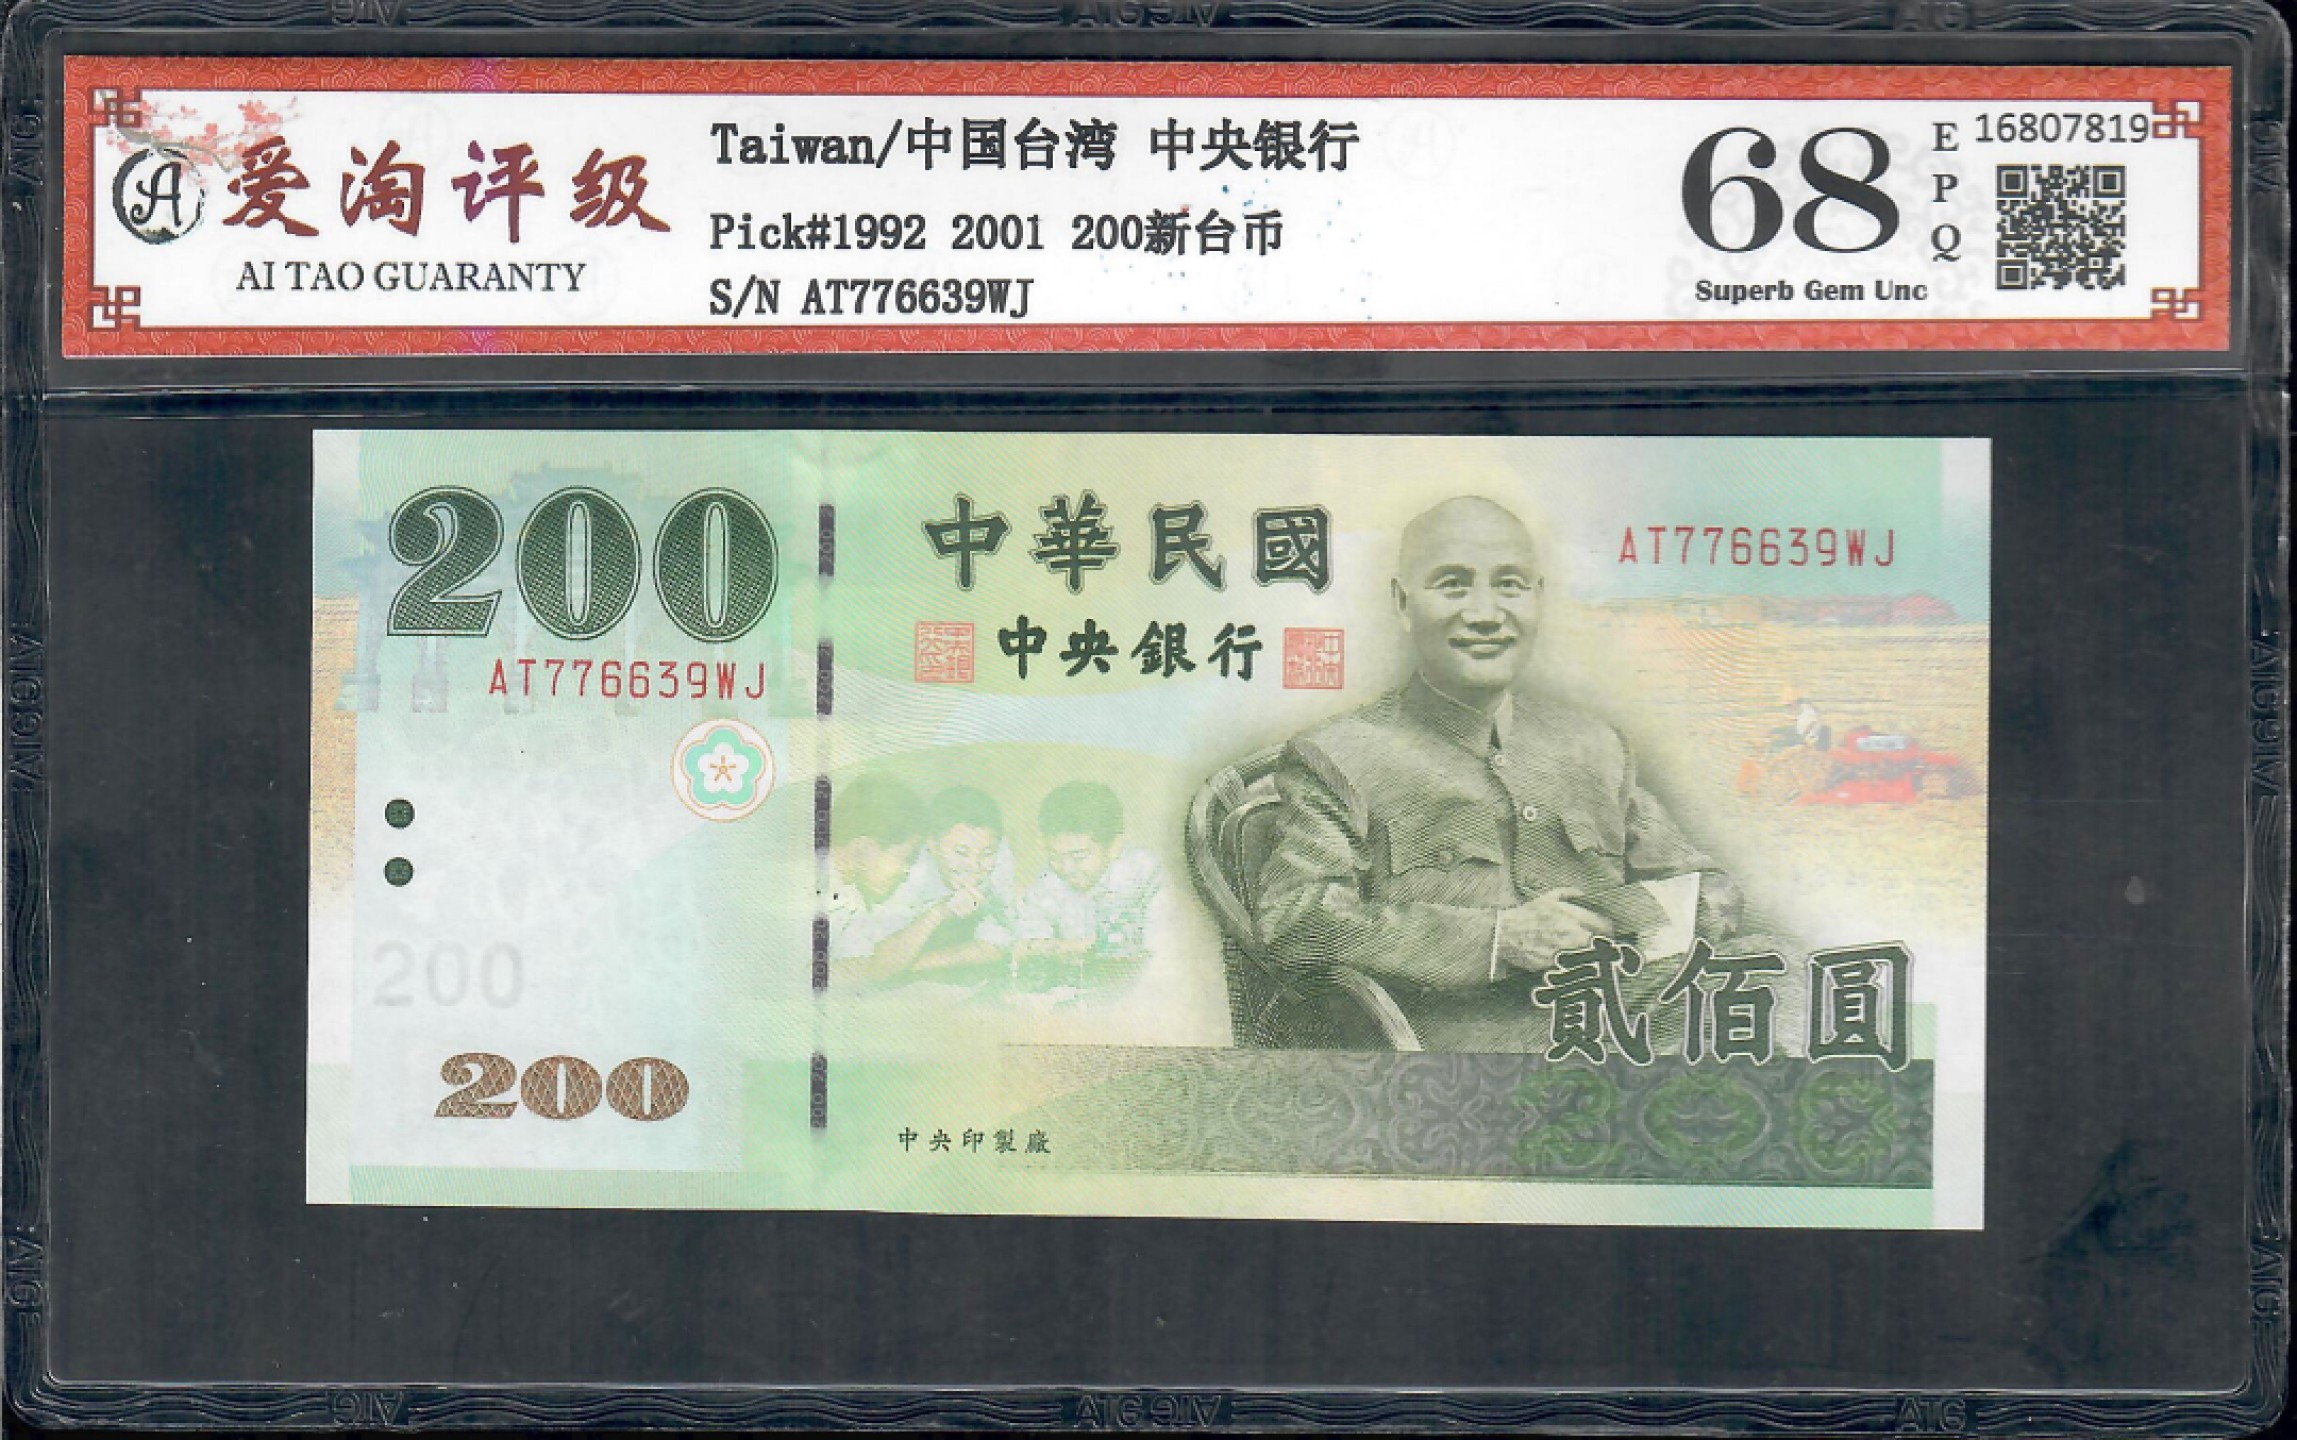 爱淘评级
AI TAO GUARANTY
Taiwan/中国台湾 中央银行
Pick#1992 2001 200新台币
S/N AT776639WJ
68
EPQ
Superb Gem Unc
16807819
200
中華民國
AT776639WJ
中央銀行
AT776639WJ
200
貳佰圓
200
200
中央印製廠